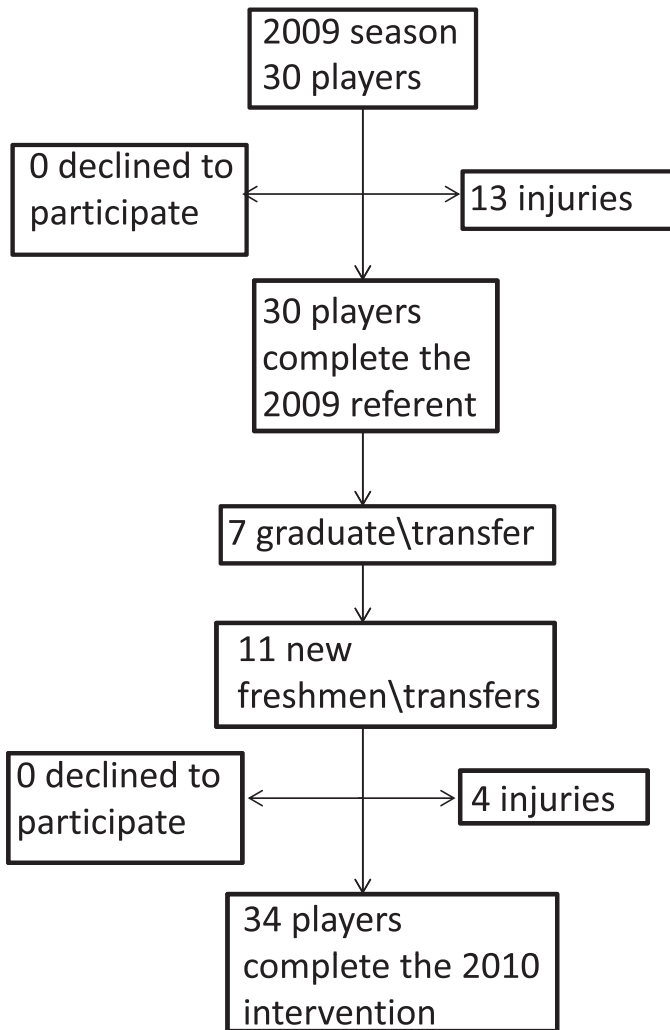 2009 season
30 players
0 declined to
participate
13 injuries
30 players
complete the
2009 referent
7 graduate\transfer
11 new
freshmen\transfers
0 declined to
participate
4 injuries
34 players
complete the 2010
intervention